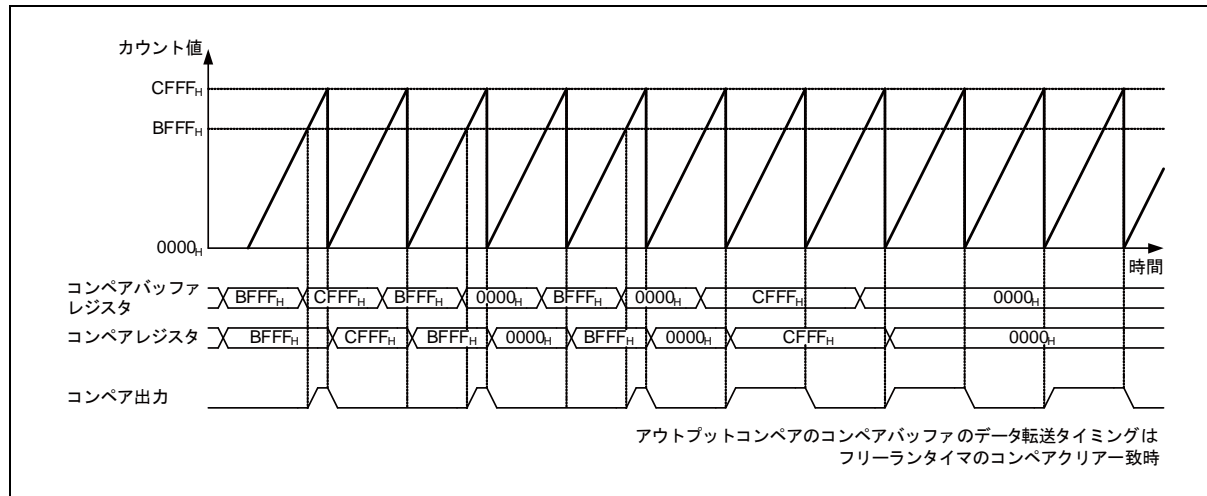 カウント値
CFFFH
BFFFH
0000H
時間
コンペアバッファ
レジスタ
BFFFH CFFFH BFFFH 0000H BFFFH 0000H CFFFH 0000H
コンペアレジスタ
BFFFH CFFFH BFFFH 0000H BFFFH 0000H CFFFH 0000H
コンペア出力
アウトプットコンペアのコンペアバッファのデータ転送タイミングは
フリーランタイマのコンペアクリア一致時